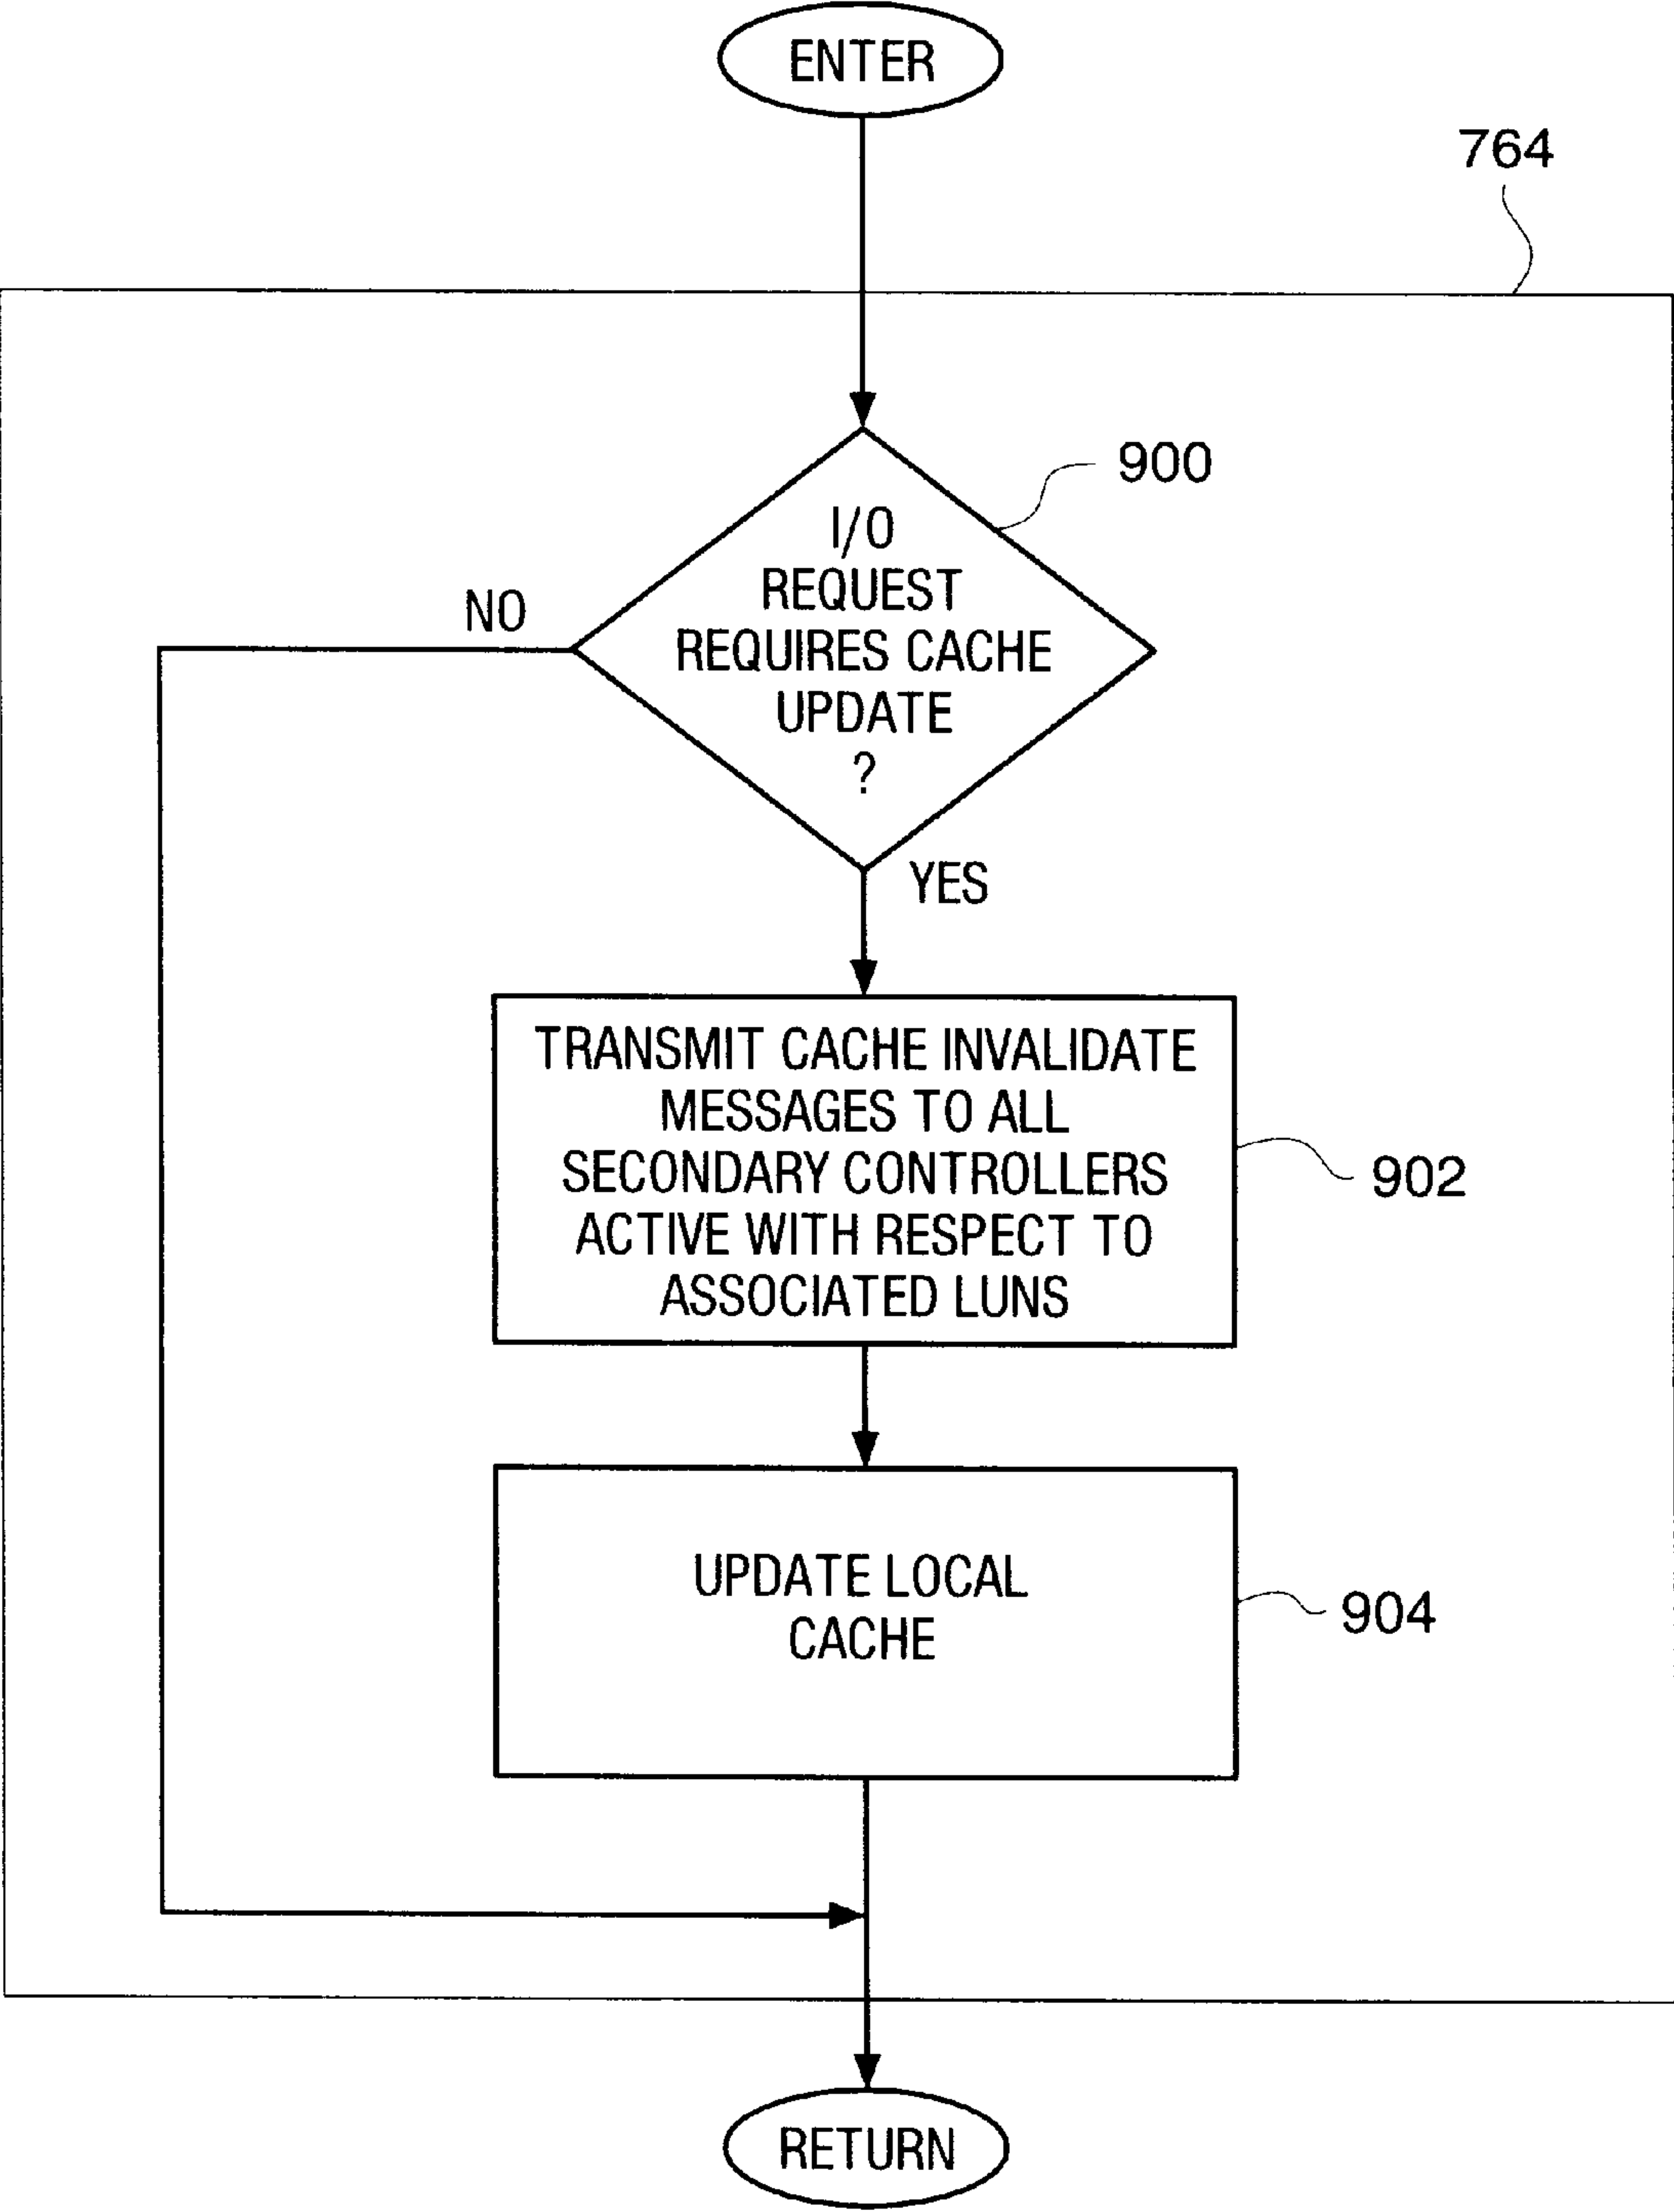 ENTER
764
900
I/O
REQUEST
REQUIRES CACHE
UPDATE
?
NO
YES
TRANSMIT CACHE INVALIDATE
MESSAGES TO ALL
SECONDARY CONTROLLERS
ACTIVE WITH RESPECT TO
ASSOCIATED LUNS
902
UPDATE LOCAL
CACHE
904
RETURN